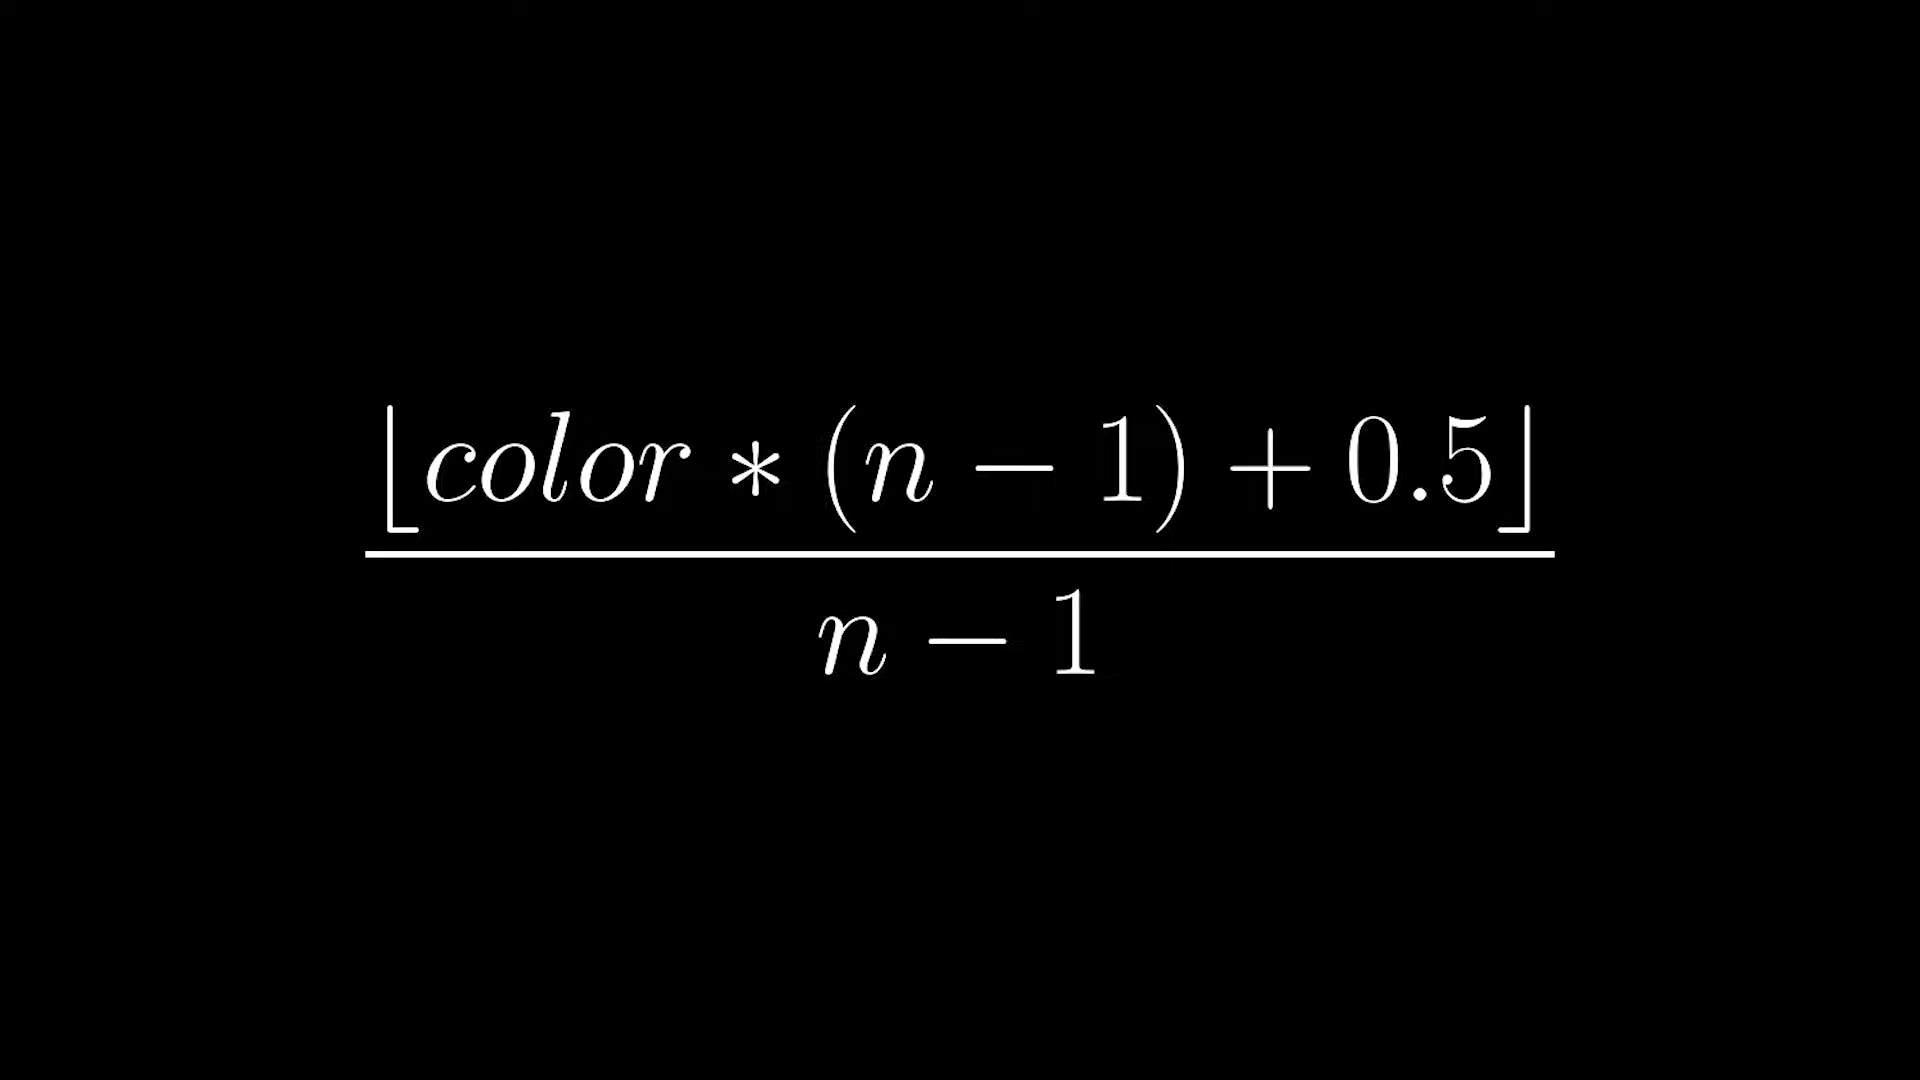 ⌊color * (n − 1) + 0.5⌋
n − 1